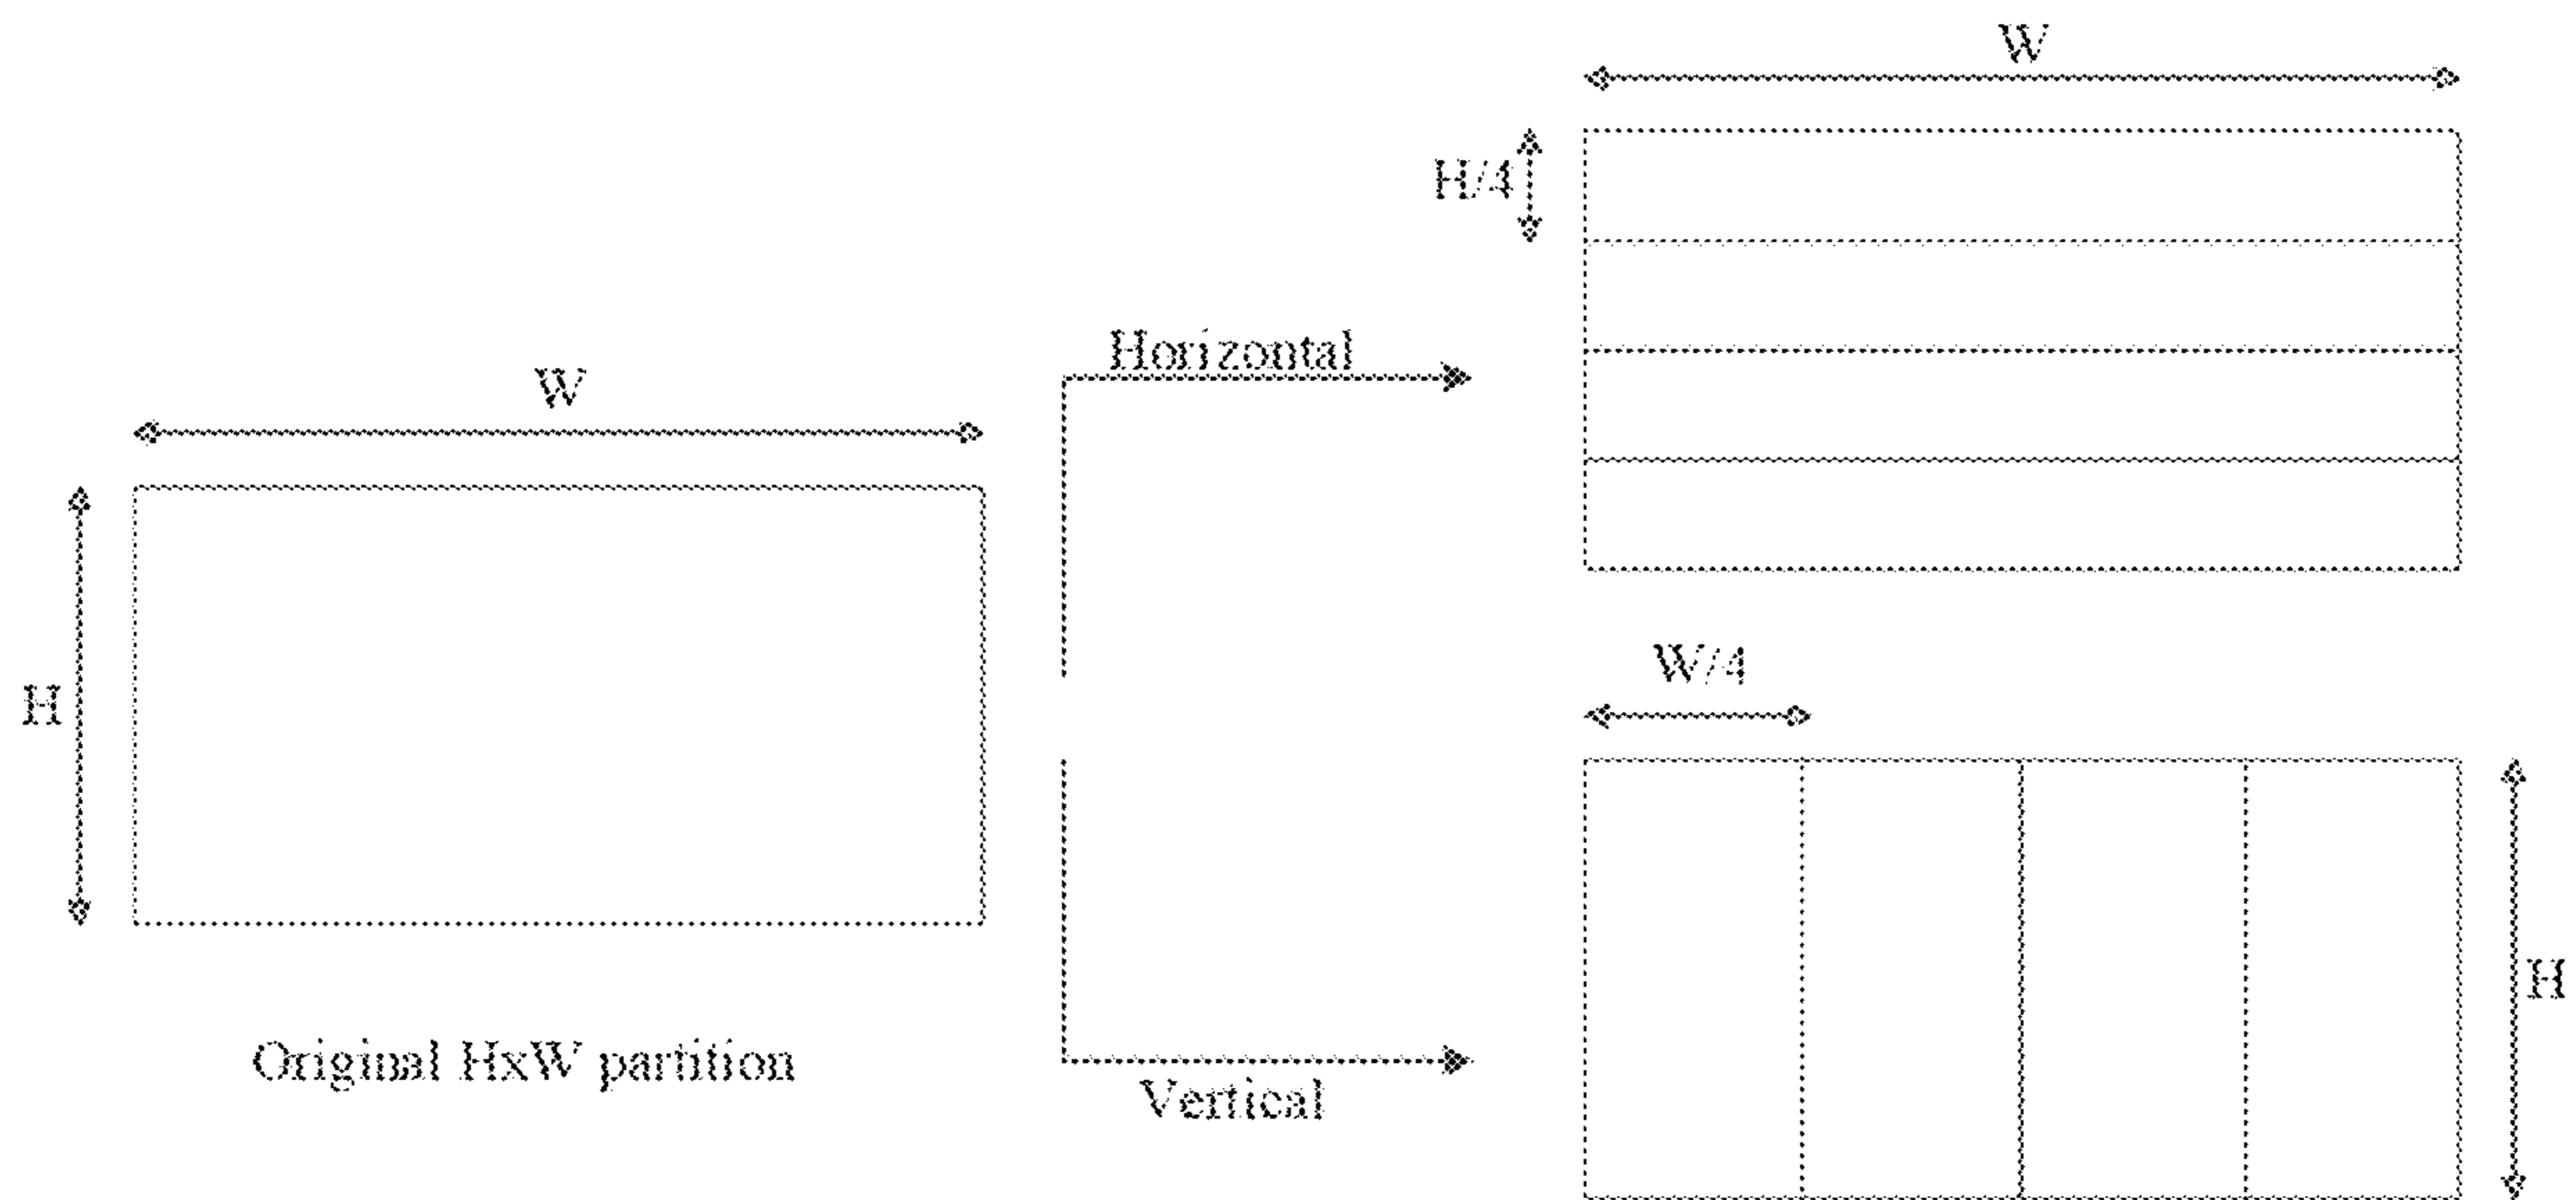 W
H/4
Horizontal
W
H
W/4
H
Original HxW partition
Vertical